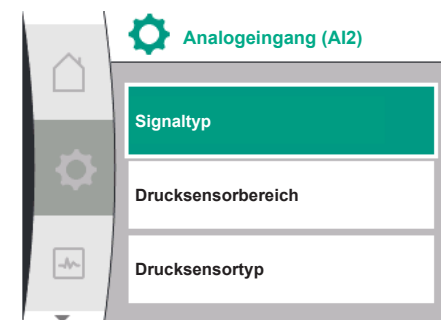 Analogeingang (AI2)
Signaltyp
Drucksensorbereich
Drucksensortyp